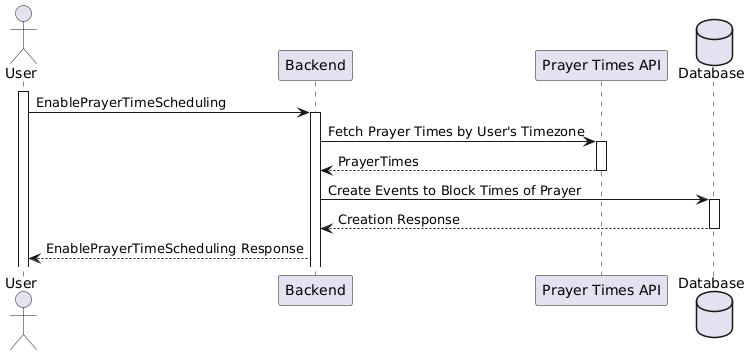 User
Backend
Prayer Times API
Database
EnablePrayerTimeScheduling
Fetch Prayer Times by User's Timezone
PrayerTimes
Create Events to Block Times of Prayer
Creation Response
EnablePrayerTimeScheduling Response
User
Backend
Prayer Times API
Database